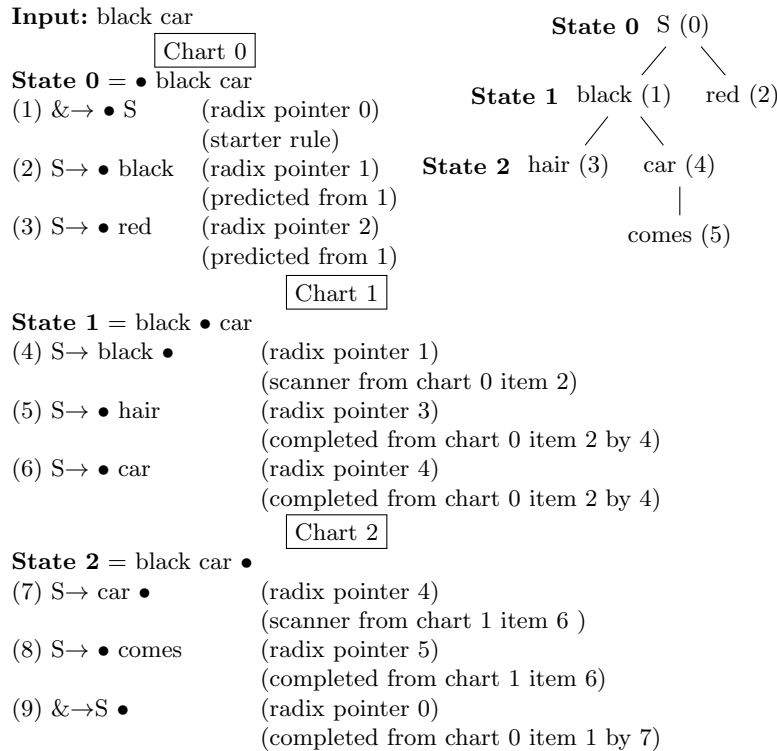 Input: black car
Chart 0
State 0 = • black car
(1) &→ • S (radix pointer 0)
(starter rule)
(2) S→ • black (radix pointer 1)
(predicted from 1)
(3) S→ • red (radix pointer 2)
(predicted from 1)
State 0 S (0)
State 1 black (1) red (2)
State 2 hair (3) car (4)
comes (5)
Chart 1
State 1 = black • car
(4) S→ black • (radix pointer 1)
(scanner from chart 0 item 2)
(5) S→ • hair (radix pointer 3)
(completed from chart 0 item 2 by 4)
(6) S→ • car (radix pointer 4)
(completed from chart 0 item 2 by 4)
Chart 2
State 2 = black car •
(7) S→ car • (radix pointer 4)
(scanner from chart 1 item 6 )
(8) S→ • comes (radix pointer 5)
(completed from chart 1 item 6)
(9) &→S • (radix pointer 0)
(completed from chart 0 item 1 by 7)